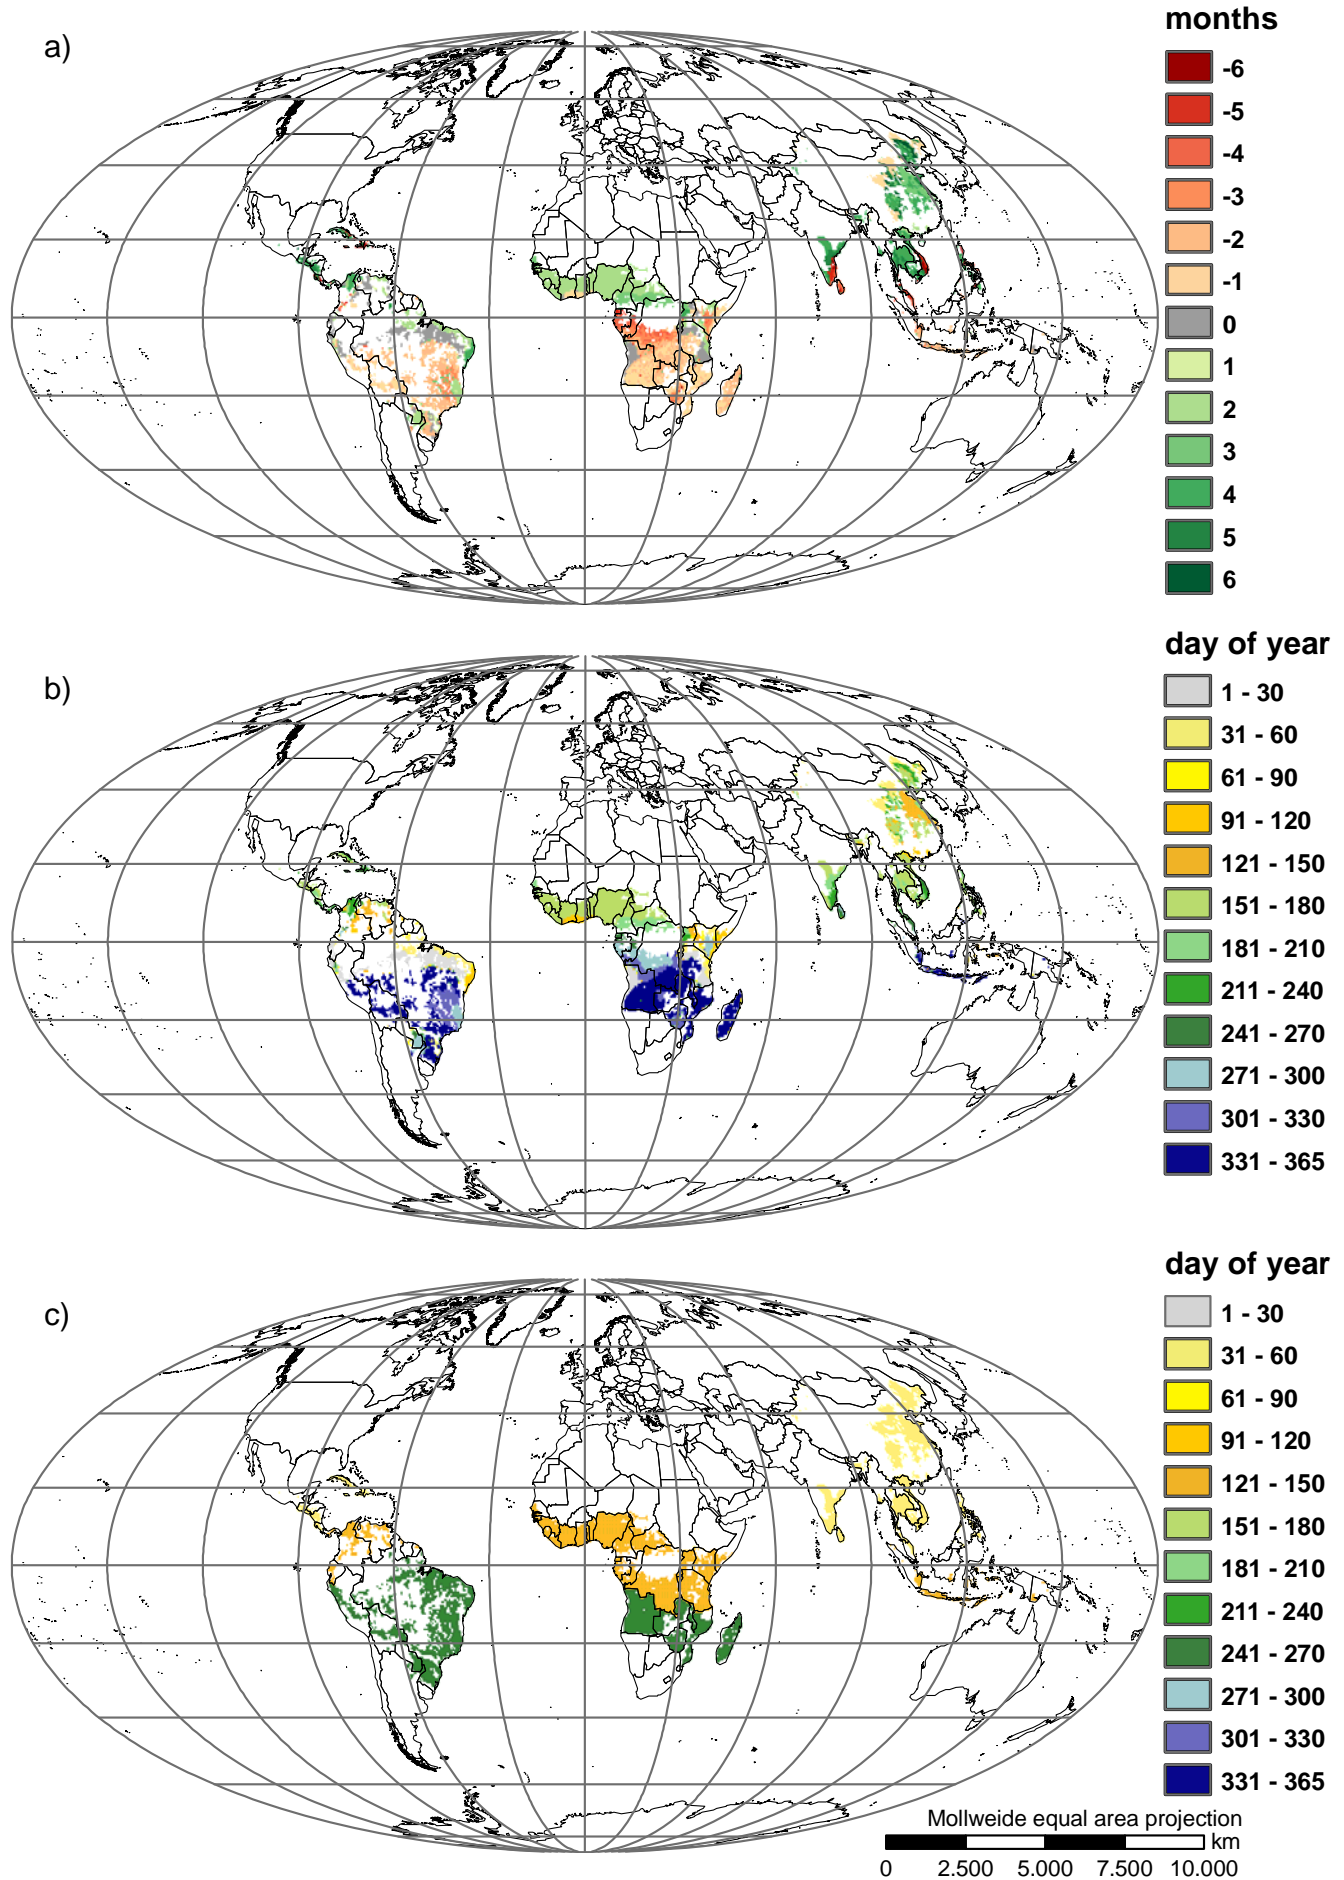 a)
months
-6
-5
-4
-3
-2
-1
0
1
2
3
4
5
6
b)
day of year
1 - 30
31 - 60
61 - 90
91 - 120
121 - 150
151 - 180
181 - 210
211 - 240
241 - 270
271 - 300
301 - 330
331 - 365
c)
day of year
1 - 30
31 - 60
61 - 90
91 - 120
121 - 150
151 - 180
181 - 210
211 - 240
241 - 270
271 - 300
301 - 330
331 - 365
Mollweide equal area projection
km
0 2.500 5.000 7.500 10.000